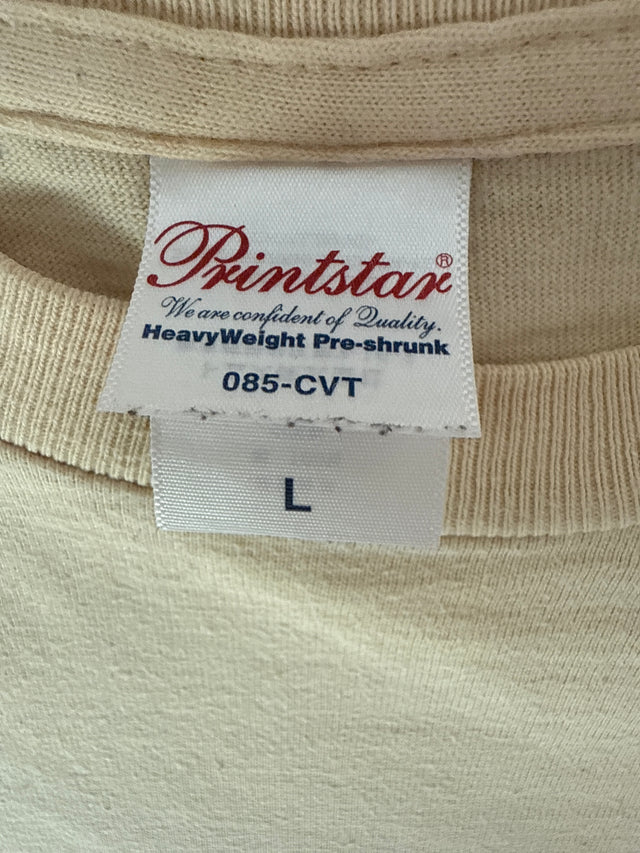 Printstar®
We are confident of Quality.
HeavyWeight Pre-shrunk
085-CVT
L